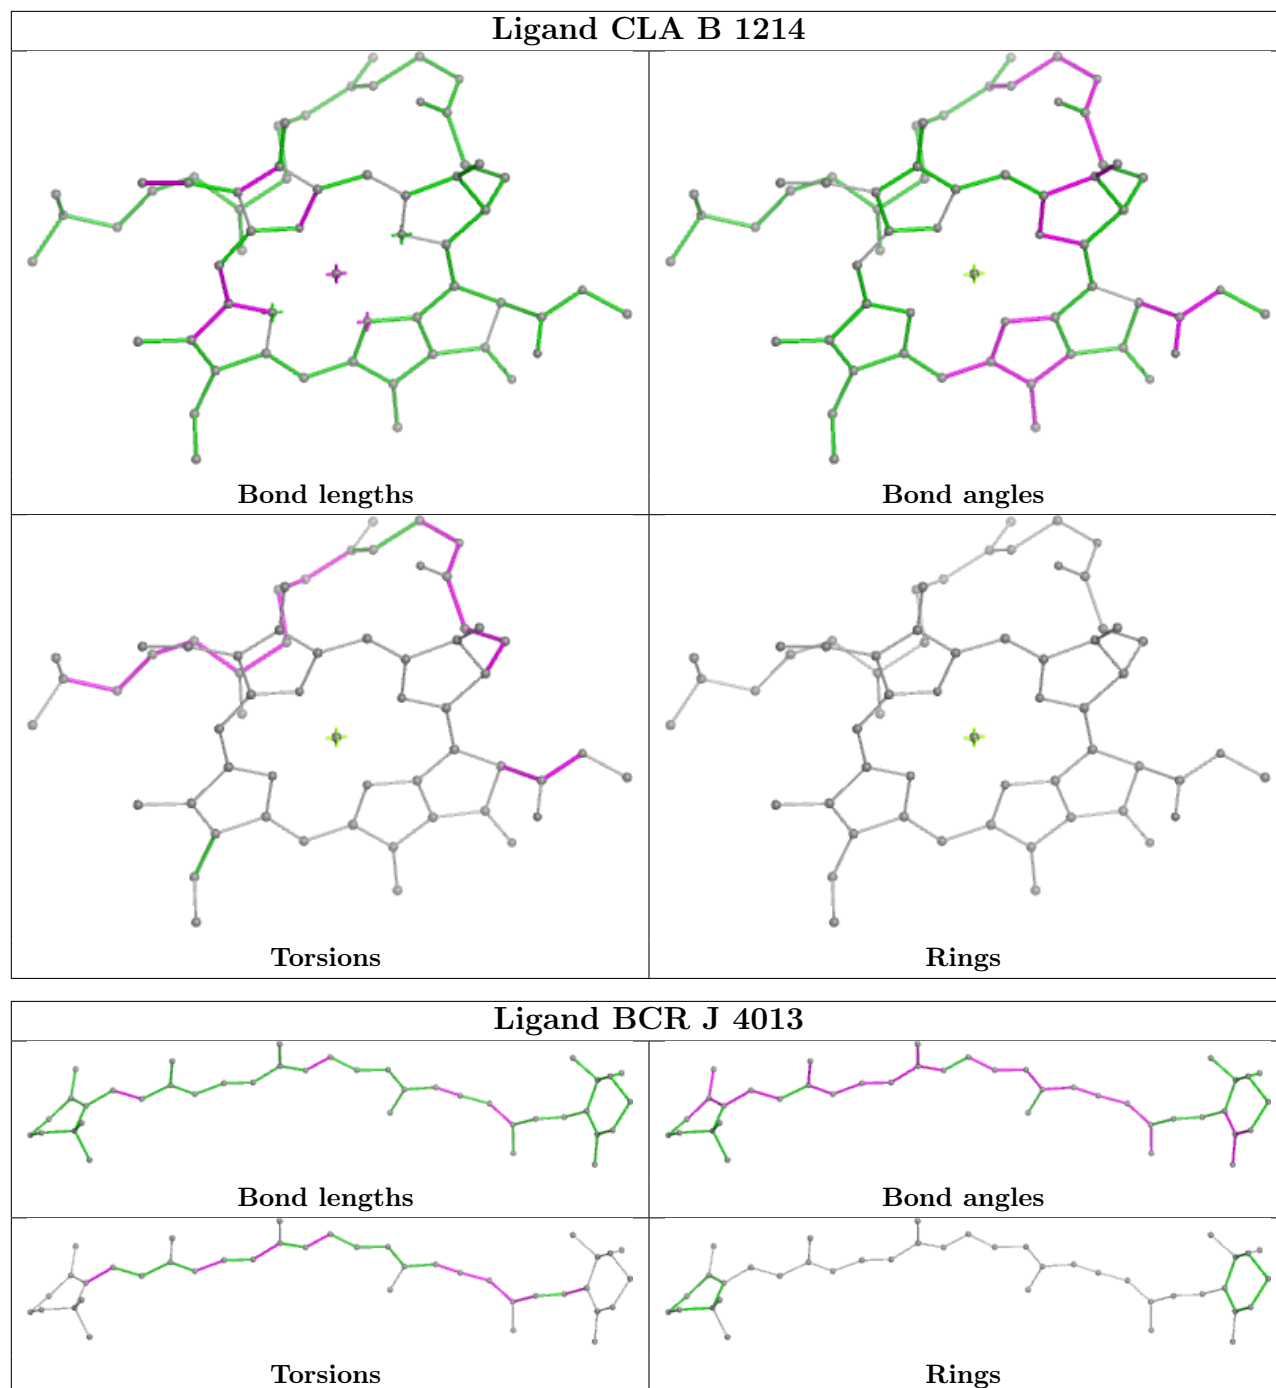 Ligand CLA B 1214
Bond lengths
Bond angles
Torsions
Rings
Ligand BCR J 4013
Bond lengths
Bond angles
Torsions
Rings